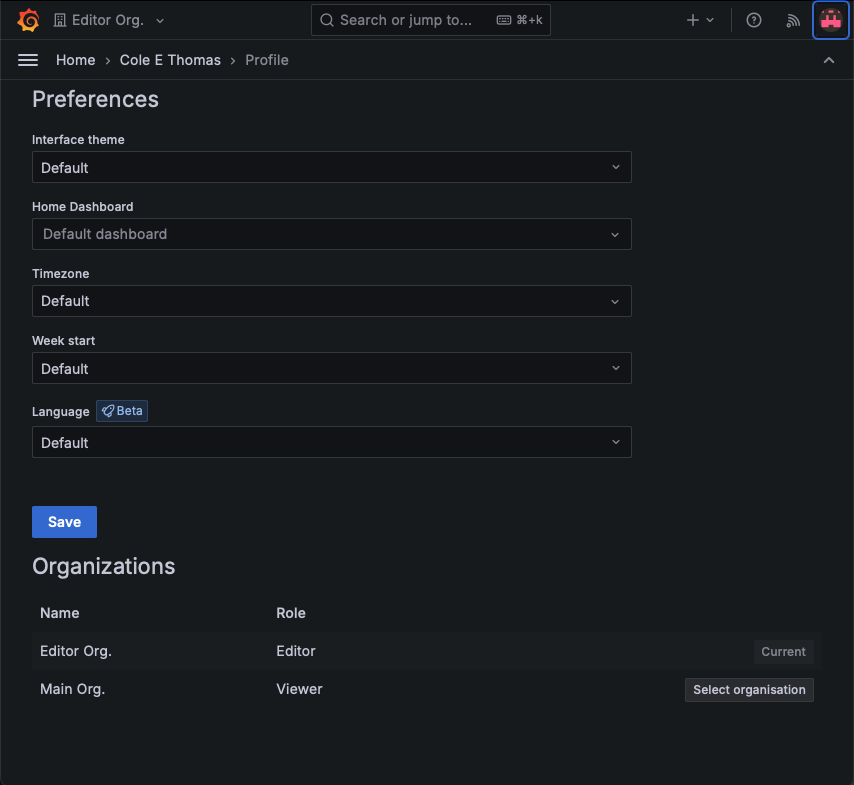 Editor Org.
Search or jump to... ⌘+k
Home › Cole E Thomas › Profile
Preferences
Interface theme
Default
Home Dashboard
Default dashboard
Timezone
Default
Week start
Default
Language Beta
Default
Save
Organizations
Name Role
Editor Org. Editor Current
Main Org. Viewer Select organisation